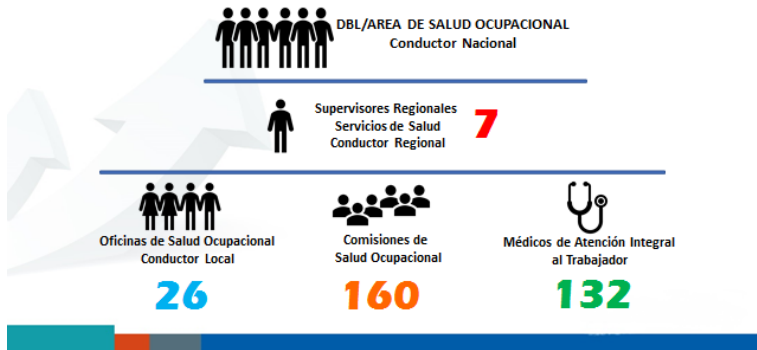 DBL/AREA DE SALUD OCUPACIONAL
Conductor Nacional
Supervisores Regionales
Servicios de Salud
Conductor Regional
7
Oficinas de Salud Ocupacional
Conductor Local
26
Comisiones de
Salud Ocupacional
160
Médicos de Atención Integral
al Trabajador
132